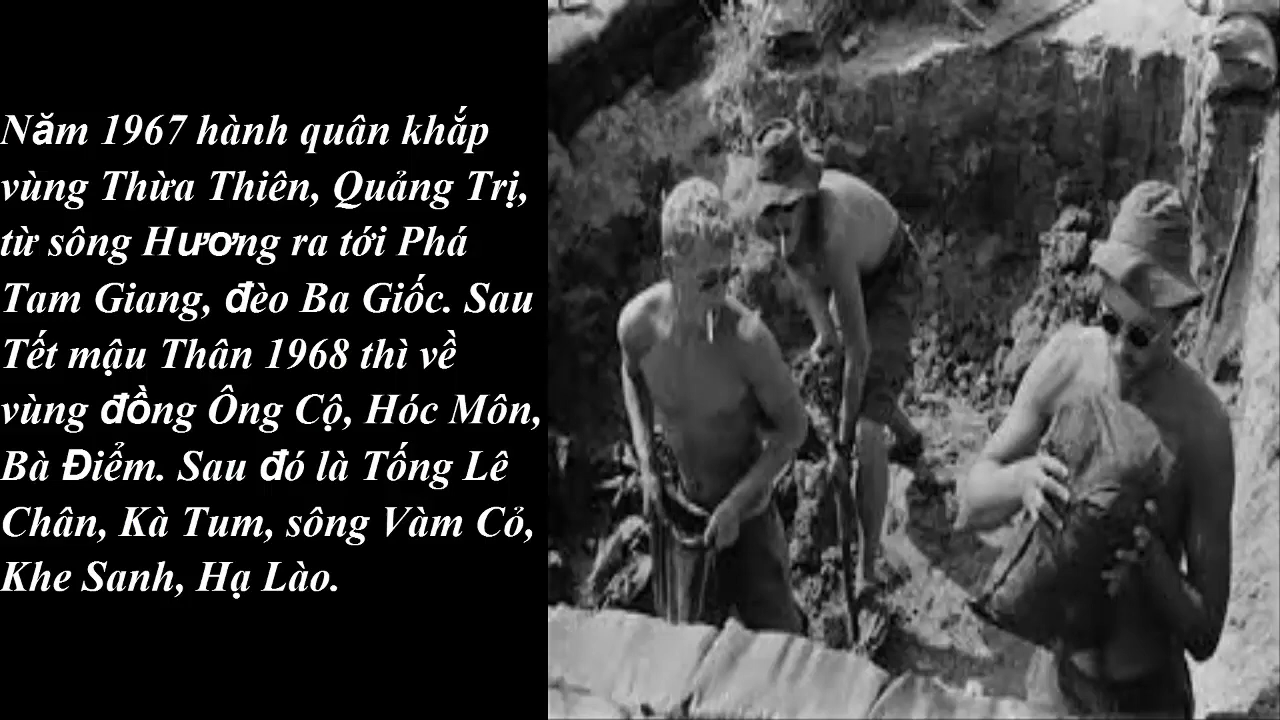 Năm 1967 hành quân khắp
vùng Thừa Thiên, Quảng Trị,
từ sông Hương ra tới Phá
Tam Giang, đèo Ba Giốc. Sau
Tết mậu Thân 1968 thì về
vùng đồng Ông Cộ, Hóc Môn,
Bà Điểm. Sau đó là Tống Lê
Chân, Kà Tum, sông Vàm Cỏ,
Khe Sanh, Hạ Lào.